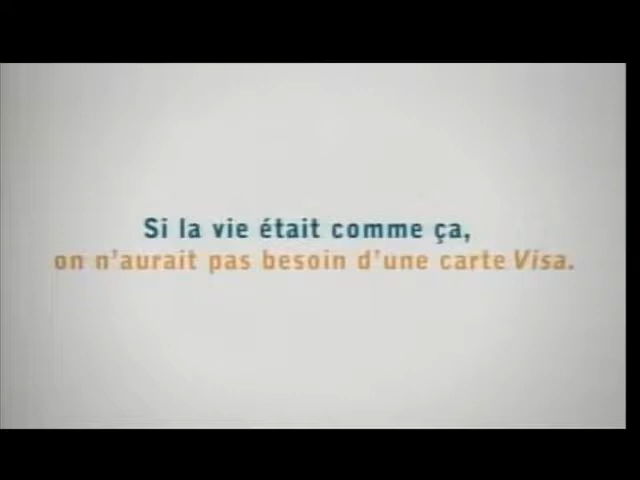 Si la vie était comme ça,
on n'aurait pas besoin d'une carte Visa.